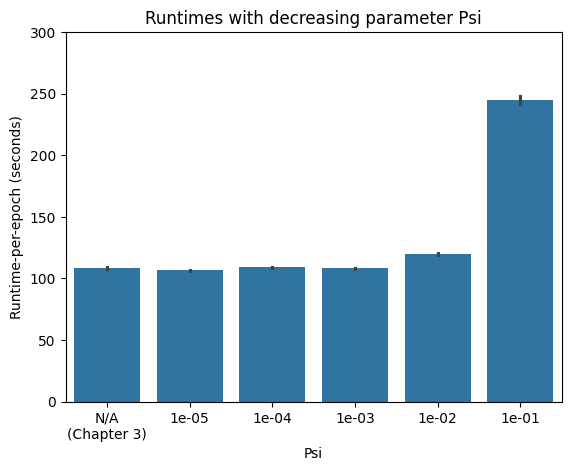 Runtimes with decreasing parameter Psi
Runtime-per-epoch (seconds)
300
250
200
150
100
50
0
N/A
(Chapter 3)
1e-05
1e-04
1e-03
1e-02
1e-01
Psi